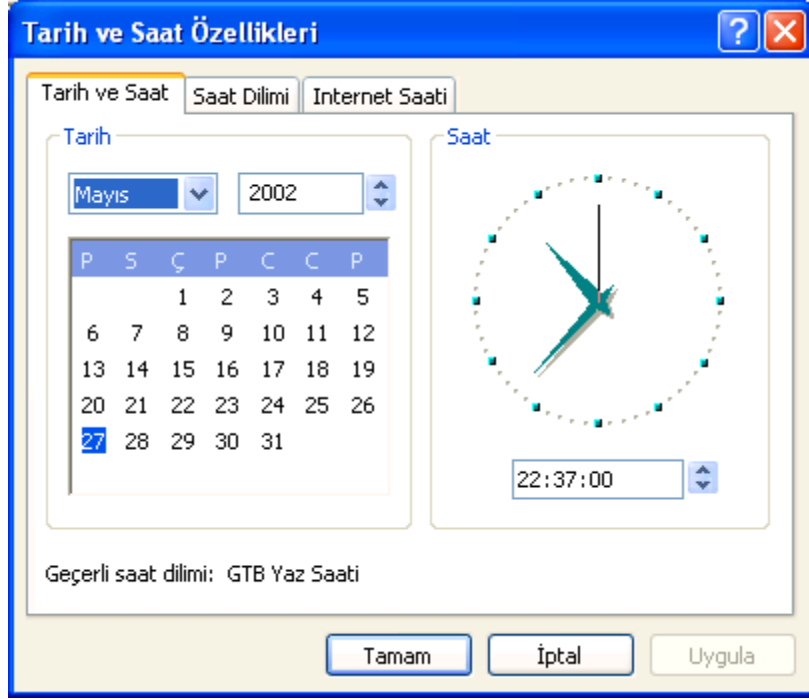 Tarih ve Saat Özellikleri
Tarih ve Saat Saat Dilimi Internet Saati
Tarih
Mayıs 2002
P S Ç P C C P
1 2 3 4 5
6 7 8 9 10 11 12
13 14 15 16 17 18 19
20 21 22 23 24 25 26
27 28 29 30 31
Saat
22:37:00
Geçerli saat dilimi: GTB Yaz Saati
Tamam İptal Uygula